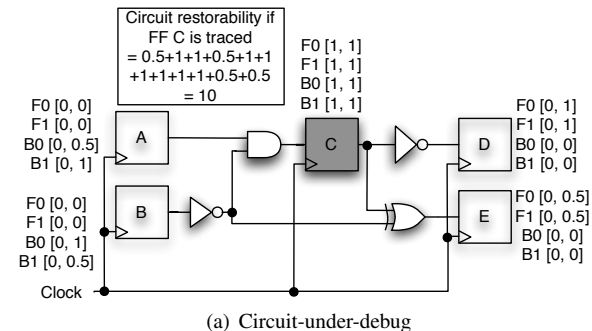 Circuit restorability if
FF C is traced
= 0.5+1+1+0.5+1+1
+1+1+1+1+0.5+0.5
= 10
F0 [1, 1]
F1 [1, 1]
B0 [1, 1]
B1 [1, 1]
F0 [0, 0]
F1 [0, 0]
B0 [0, 0.5]
B1 [0, 1]
A
C
D
F0 [0, 1]
F1 [0, 1]
B0 [0, 0]
B1 [0, 0]
F0 [0, 0]
F1 [0, 0]
B0 [0, 1]
B1 [0, 0.5]
B
E
F0 [0, 0.5]
F1 [0, 0.5]
B0 [0, 0]
B1 [0, 0]
Clock
(a) Circuit-under-debug